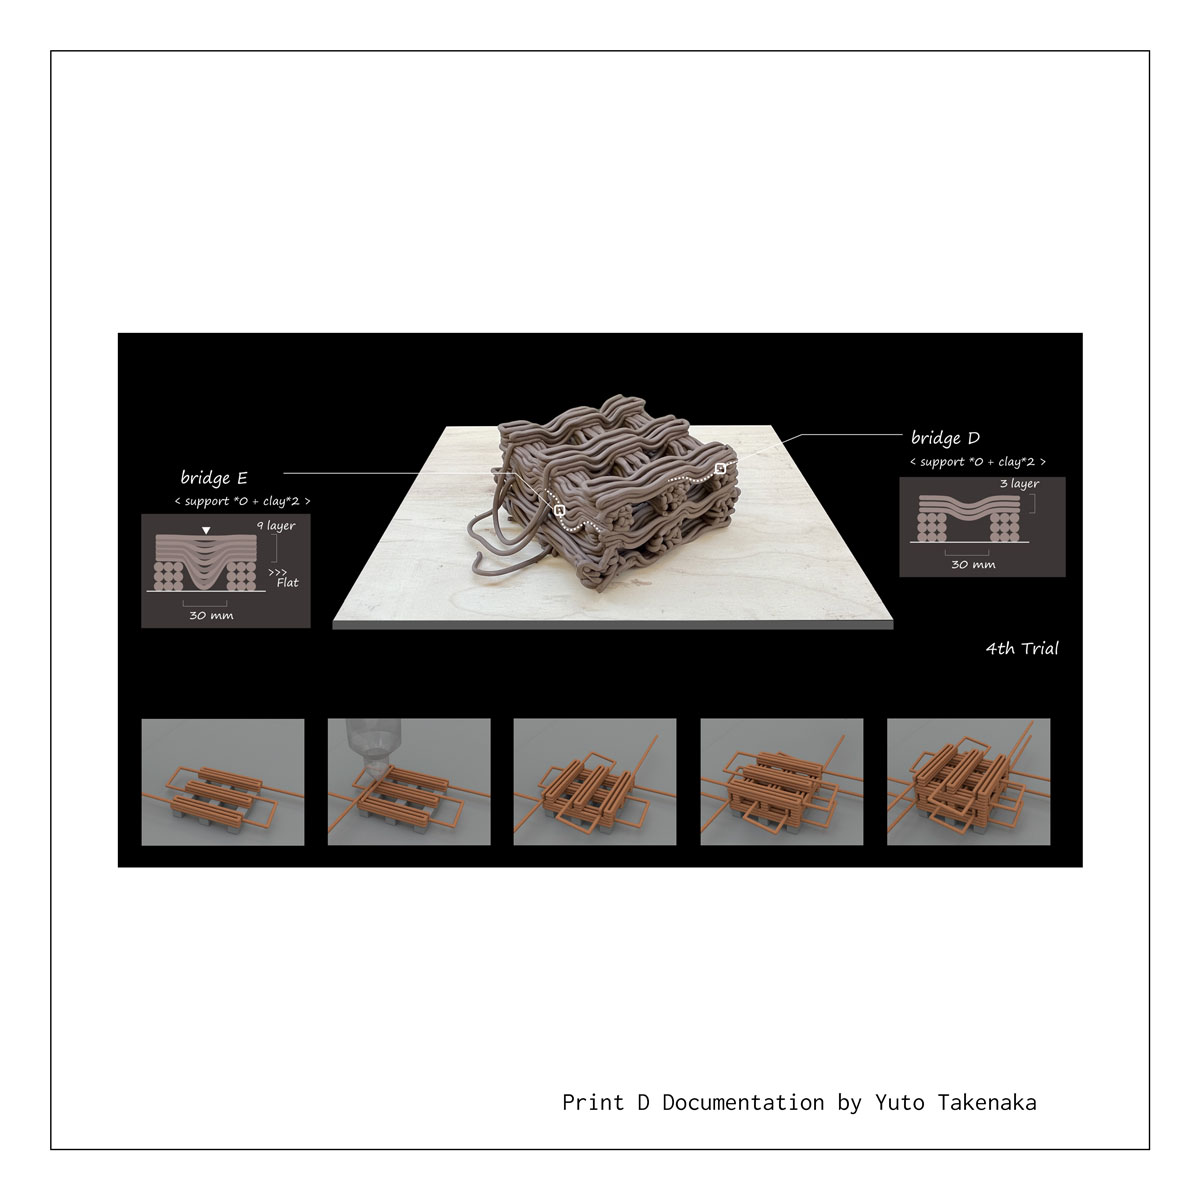 bridge D
< support *0 + clay*2 >
3 layer
30 mm
bridge E
< support *0 + clay*2 >
9 layer
>>>
Flat
30 mm
4th Trial
Print D Documentation by Yuto Takenaka